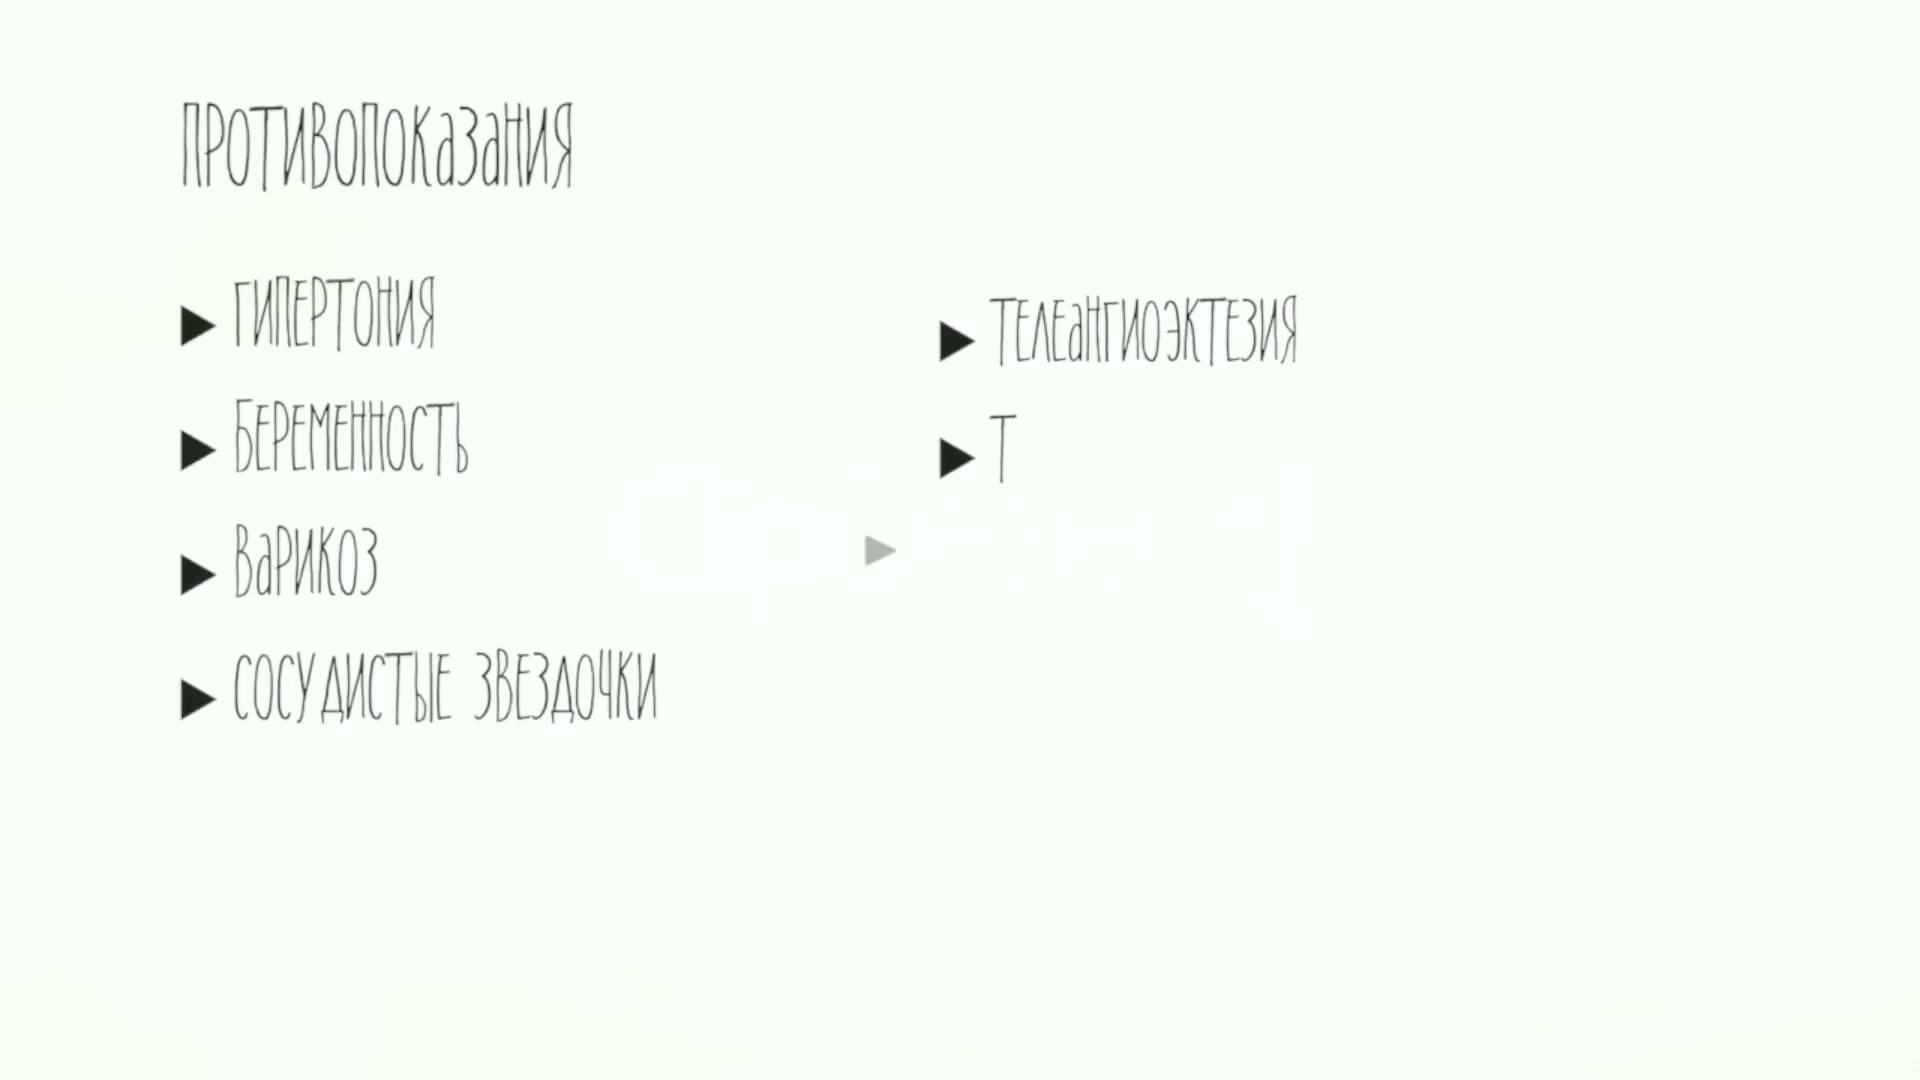 Противопоказания
Гипертония
Беременность
Варикоз
Сосудистые звездочки
Телеангиоэктезия
Т